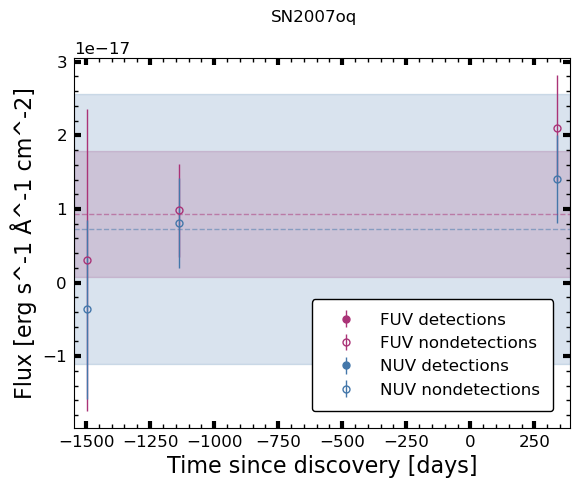 SN2007oq
1e−17
3
2
1
0
−1
Flux [erg s^-1 Å^-1 cm^-2]
FUV detections
FUV nondetections
NUV detections
NUV nondetections
−1500 −1250 −1000 −750 −500 −250 0 250
Time since discovery [days]